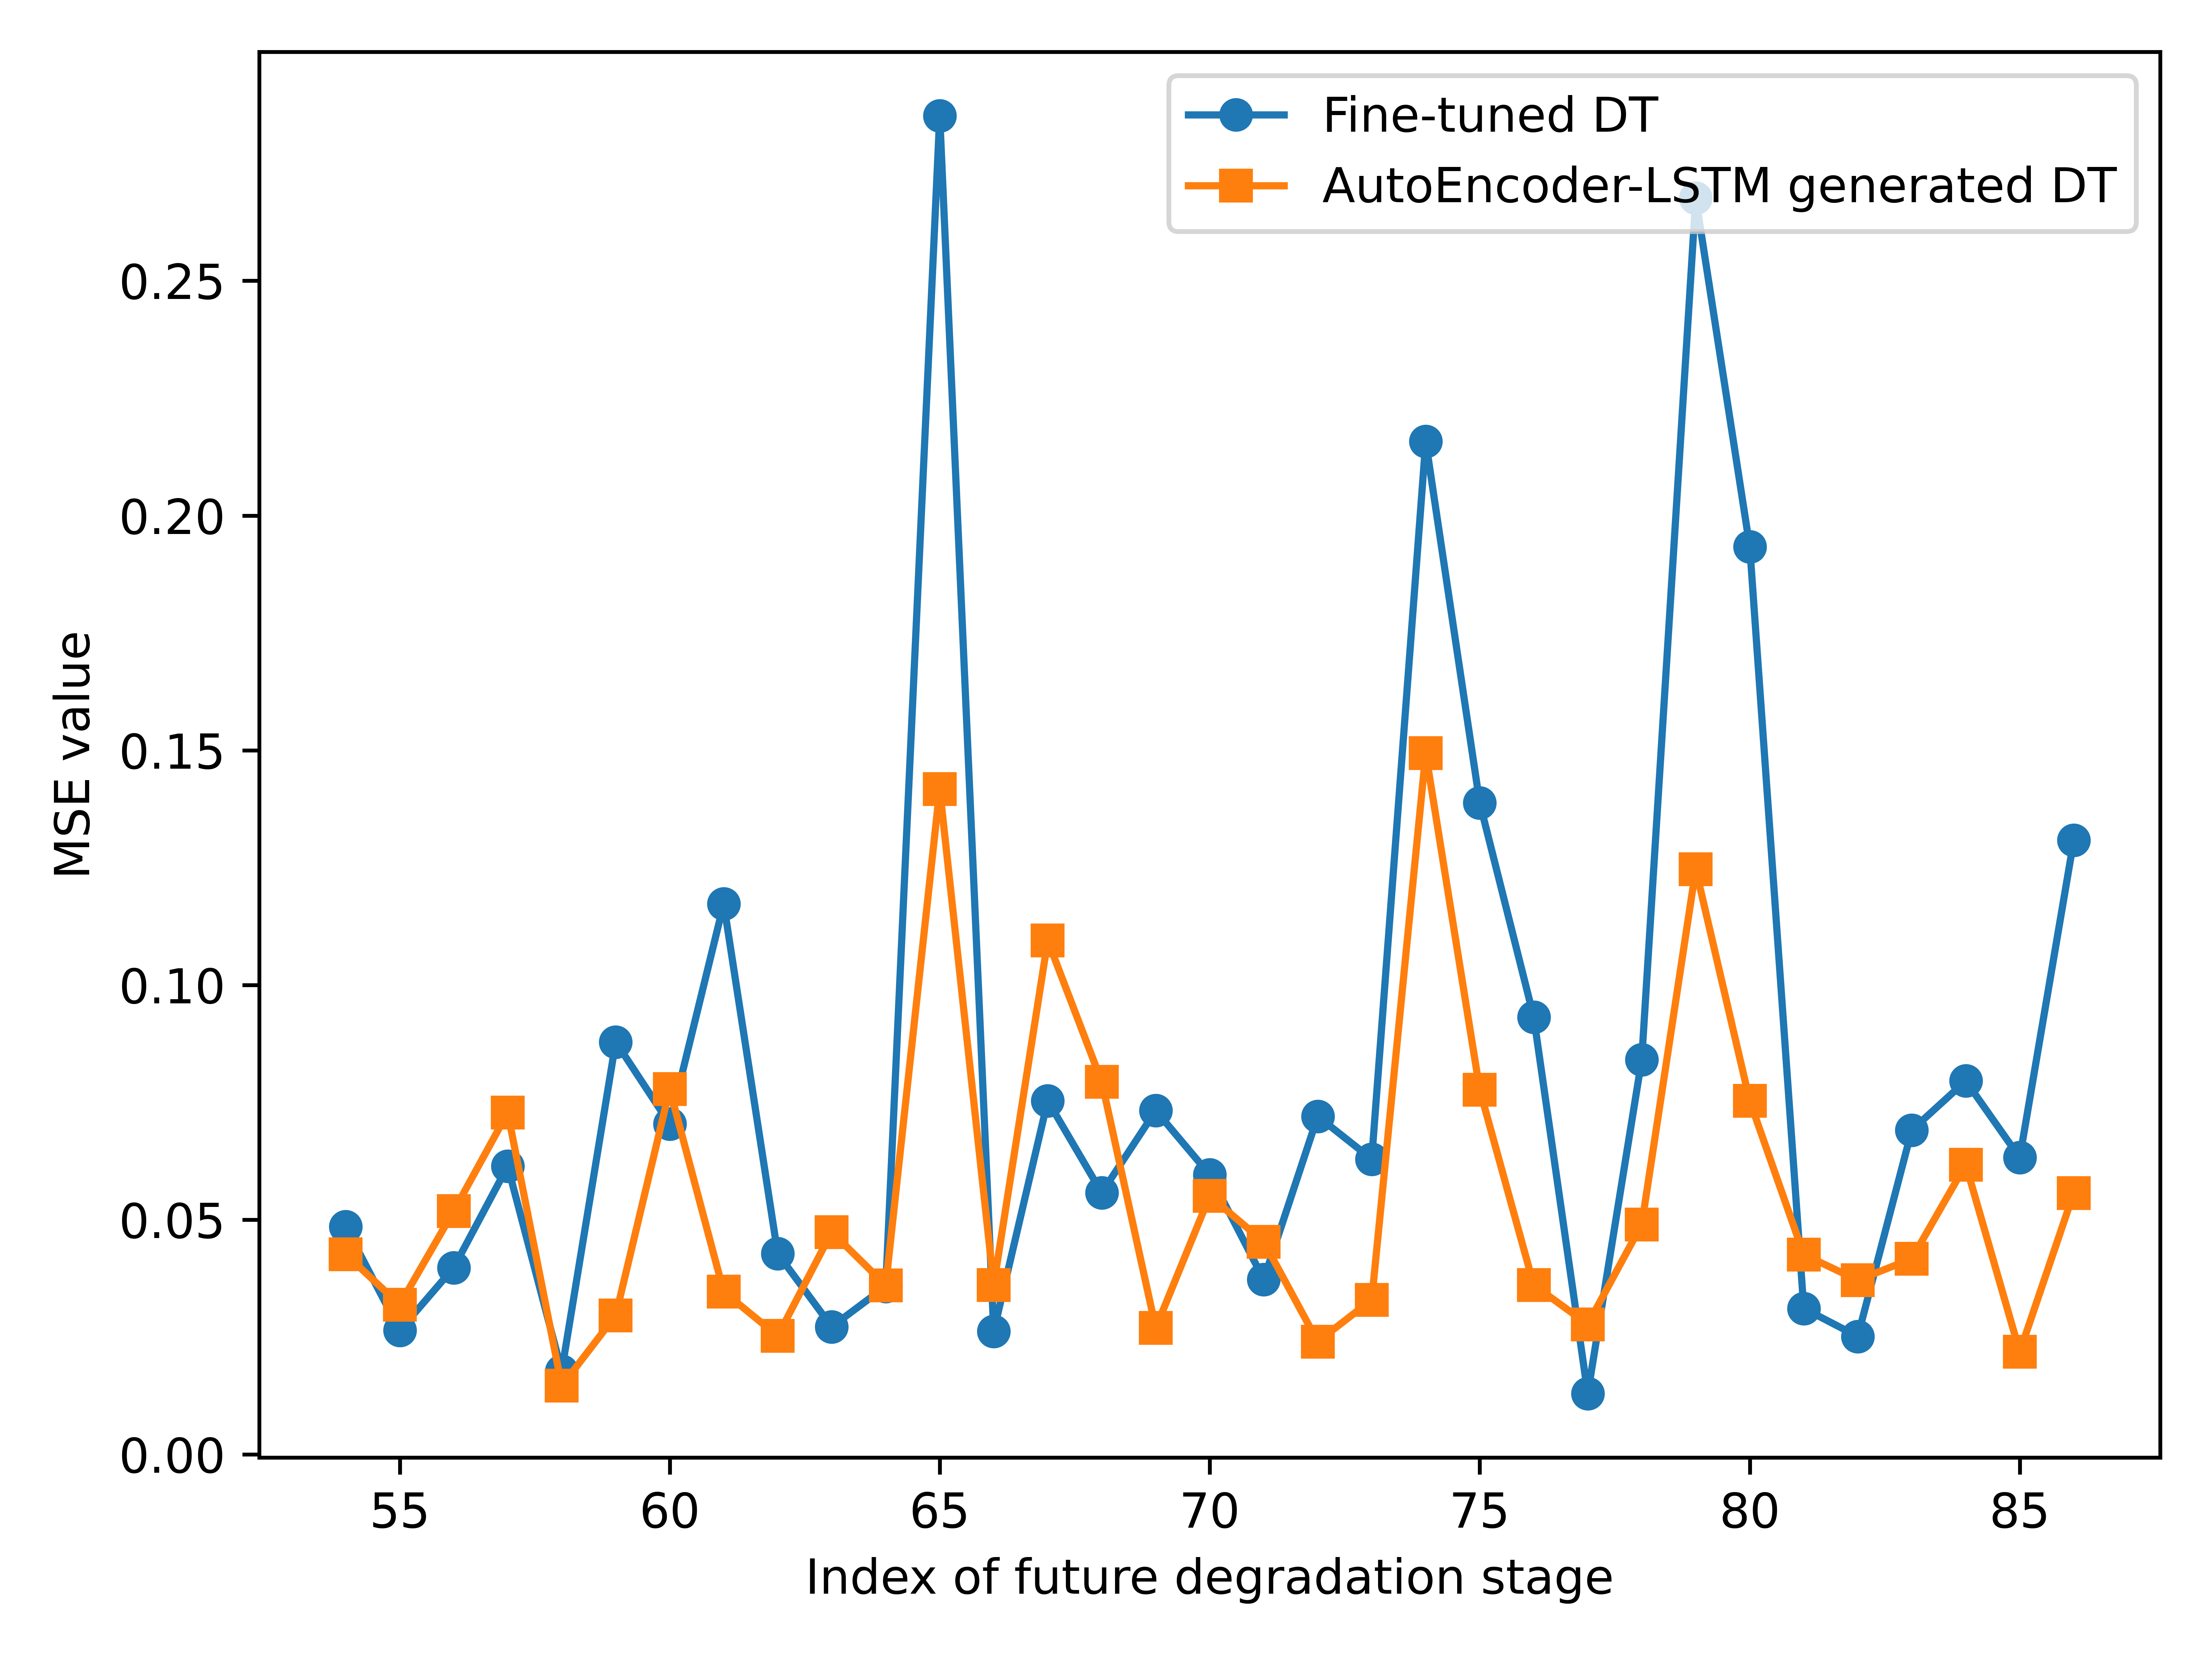 Fine-tuned DT
AutoEncoder-LSTM generated DT
0.25
0.20
0.15
0.10
0.05
0.00
MSE value
55 60 65 70 75 80 85
Index of future degradation stage